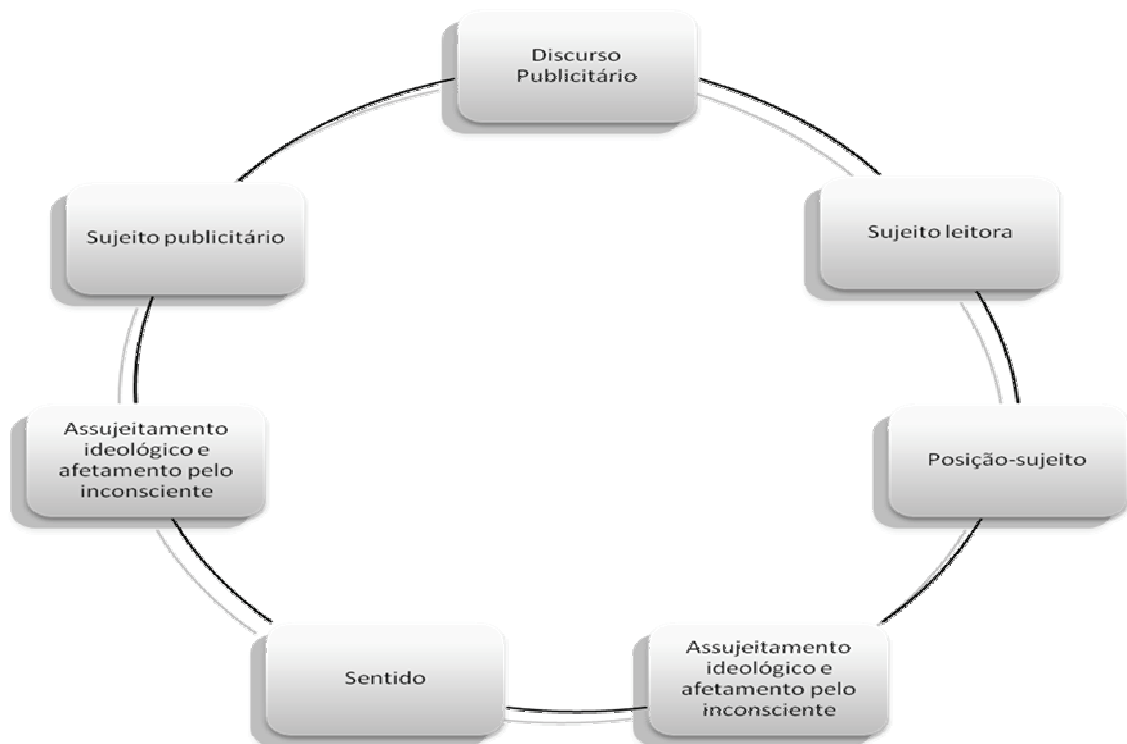 Discurso
Publicitário
Sujeito leitora
Posição-sujeito
Assujeitamento
ideológico e
afetamento pelo
inconsciente
Sentido
Assujeitamento
ideológico e
afetamento pelo
inconsciente
Sujeito publicitário